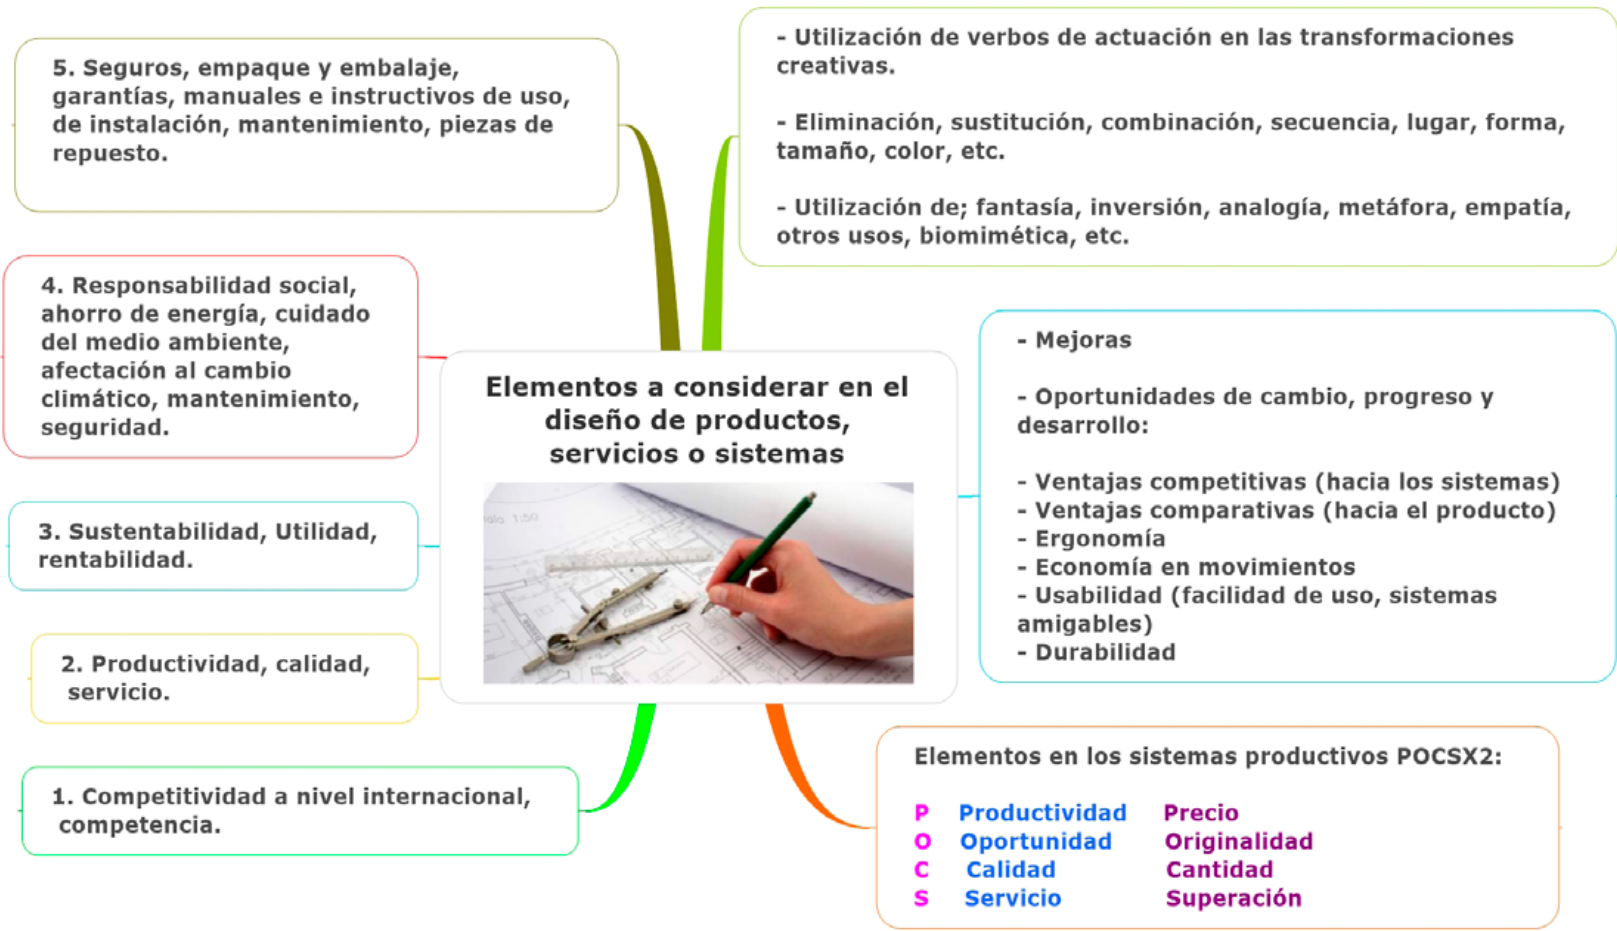 5. Seguros, empaque y embalaje,
garantías, manuales e instructivos de uso,
de instalación, mantenimiento, piezas de
repuesto.
4. Responsabilidad social,
ahorro de energía, cuidado
del medio ambiente,
afectación al cambio
climático, mantenimiento,
seguridad.
3. Sustentabilidad, Utilidad,
rentabilidad.
2. Productividad, calidad,
servicio.
1. Competitividad a nivel internacional,
competencia.
Elementos a considerar en el
diseño de productos,
servicios o sistemas
1:50
- Utilización de verbos de actuación en las transformaciones
creativas.
- Eliminación, sustitución, combinación, secuencia, lugar, forma,
tamaño, color, etc.
- Utilización de; fantasía, inversión, analogía, metáfora, empatía,
otros usos, biomimética, etc.
- Mejoras
- Oportunidades de cambio, progreso y
desarrollo:
- Ventajas competitivas (hacia los sistemas)
- Ventajas comparativas (hacia el producto)
- Ergonomía
- Economía en movimientos
- Usabilidad (facilidad de uso, sistemas
amigables)
- Durabilidad
Elementos en los sistemas productivos POCSX2:
P Productividad Precio
O Oportunidad Originalidad
C Calidad Cantidad
S Servicio Superación